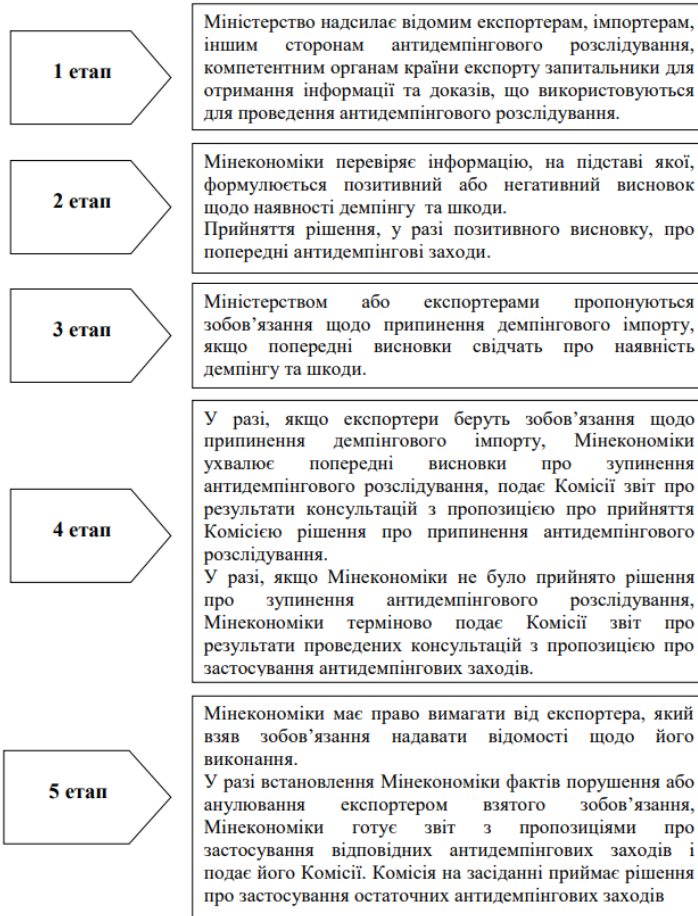 1 етап
Міністерство надсилає відомим експортерам, імпортерам,
іншим сторонам антидемпінгового розслідування,
компетентним органам країни експорту запитальники для
отримання інформації та доказів, що використовуються
для проведення антидемпінгового розслідування.
2 етап
Мінекономіки перевіряє інформацію, на підставі якої,
формулюється позитивний або негативний висновок
щодо наявності демпінгу та шкоди.
Прийняття рішення, у разі позитивного висновку, про
попередні антидемпінгові заходи.
3 етап
Міністерством або експортерами пропонуються
зобов’язання щодо припинення демпінгового імпорту,
якщо попередні висновки свідчать про наявність
демпінгу та шкоди.
4 етап
У разі, якщо експортери беруть зобов’язання щодо
припинення демпінгового імпорту, Мінекономіки
ухвалює попередні висновки про зупинення
антидемпінгового розслідування, подає Комісії звіт про
результати консультацій з пропозицією про прийняття
Комісією рішення про припинення антидемпінгового
розслідування.
У разі, якщо Мінекономіки не було прийнято рішення
про зупинення антидемпінгового розслідування,
Мінекономіки терміново подає Комісії звіт про
результати проведених консультацій з пропозицією про
застосування антидемпінгових заходів.
5 етап
Мінекономіки має право вимагати від експортера, який
взяв зобов’язання надавати відомості щодо його
виконання.
У разі встановлення Мінекономіки фактів порушення або
анулювання експортером взятого зобов’язання,
Мінекономіки готує звіт з пропозиціями про
застосування відповідних антидемпінгових заходів і
подає його Комісії. Комісія на засіданні приймає рішення
про застосування остаточних антидемпінгових заходів